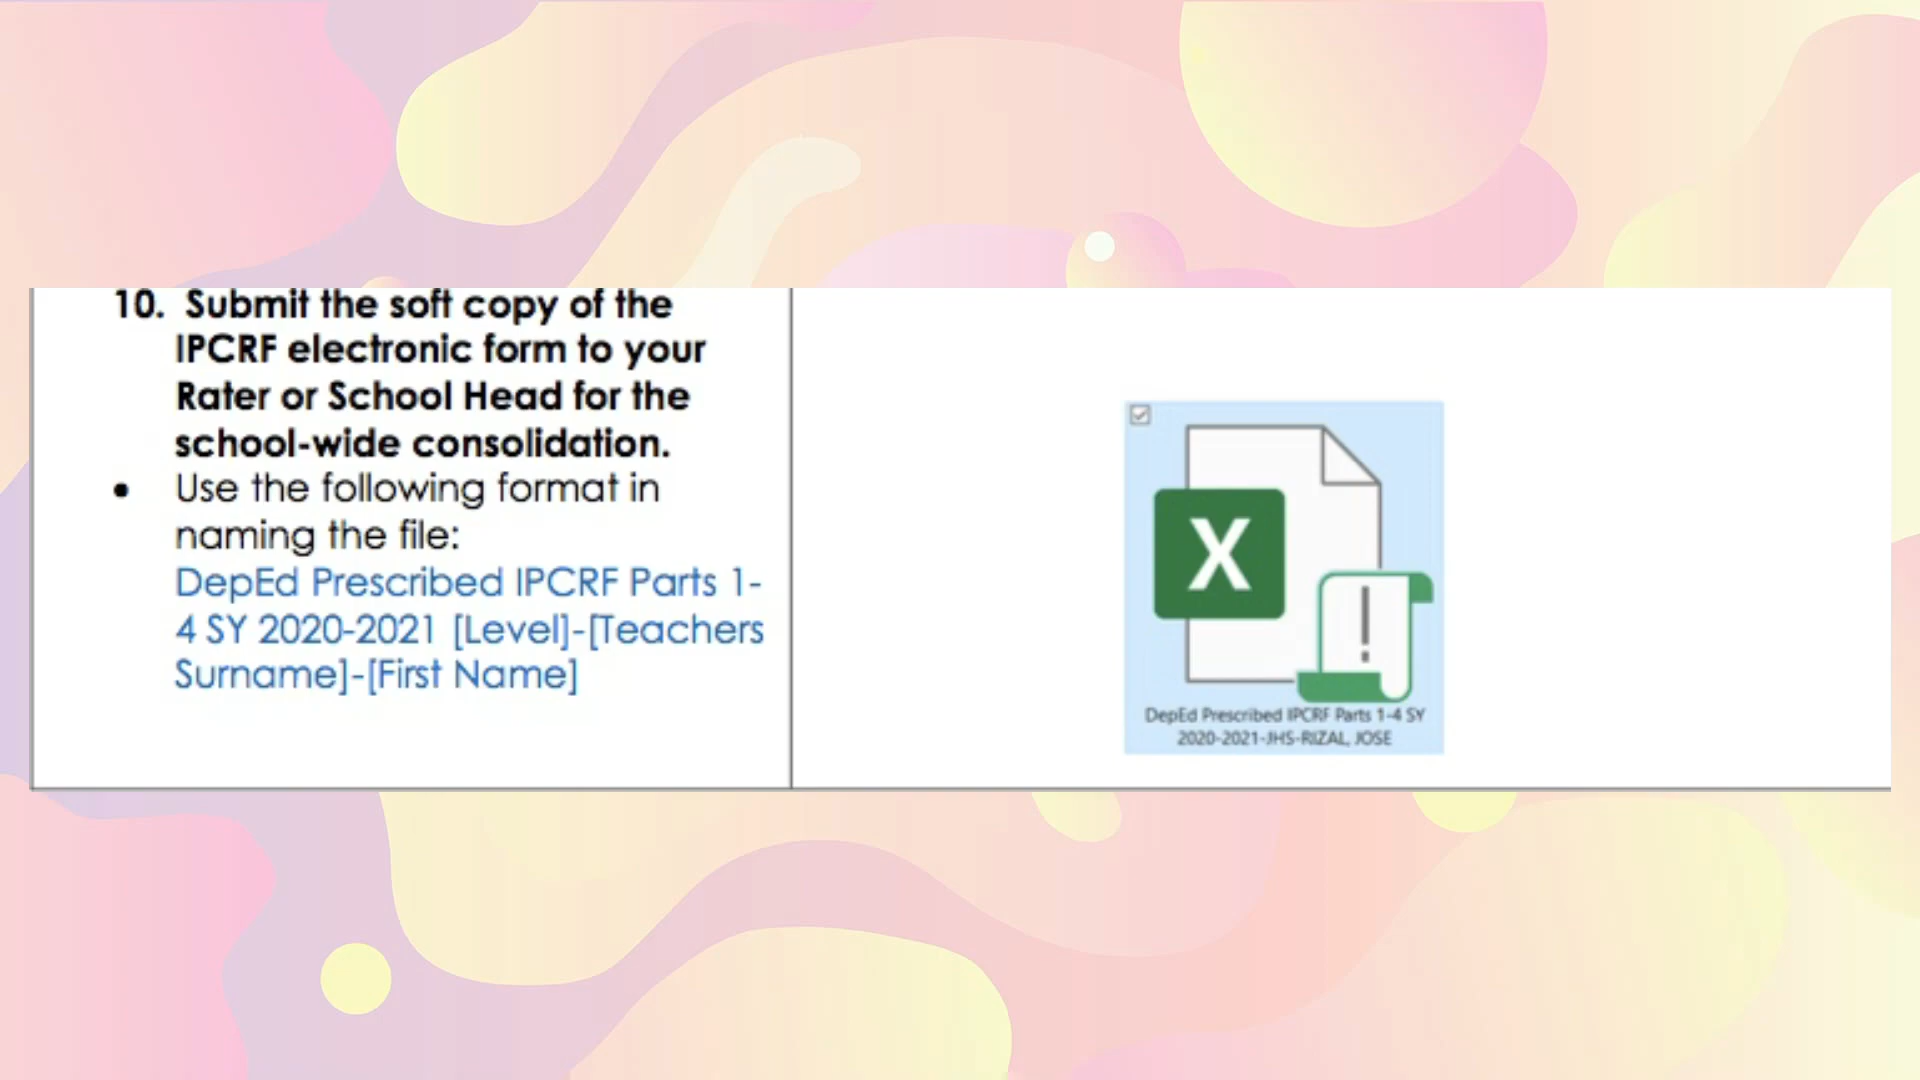 10. Submit the soft copy of the
IPCRF electronic form to your
Rater or School Head for the
school-wide consolidation.
• Use the following format in
naming the file:
DepEd Prescribed IPCRF Parts 1-
4 SY 2020-2021 [Level]-[Teachers
Surname]-[First Name]
X
DepEd Prescribed IPCRF Parts 1-4 SY
2020-2021-JHS-RIZAL, JOSE